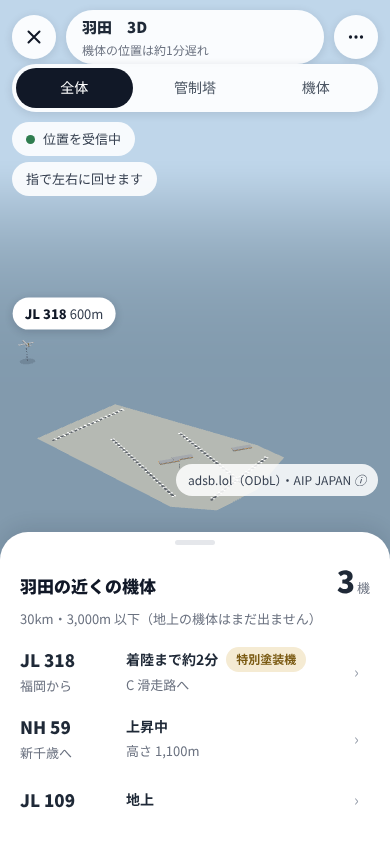 羽田　3D
機体の位置は約1分遅れ
全体
管制塔
機体
位置を受信中
指で左右に回せます
JL 318 600m
adsb.lol（ODbL）・AIP JAPAN ⓘ
羽田の近くの機体
3機
30km・3,000m 以下（地上の機体はまだ出ません）
JL 318
着陸まで約2分
特別塗装機
福岡から
C 滑走路へ
NH 59
上昇中
新千歳へ
高さ 1,100m
JL 109
地上